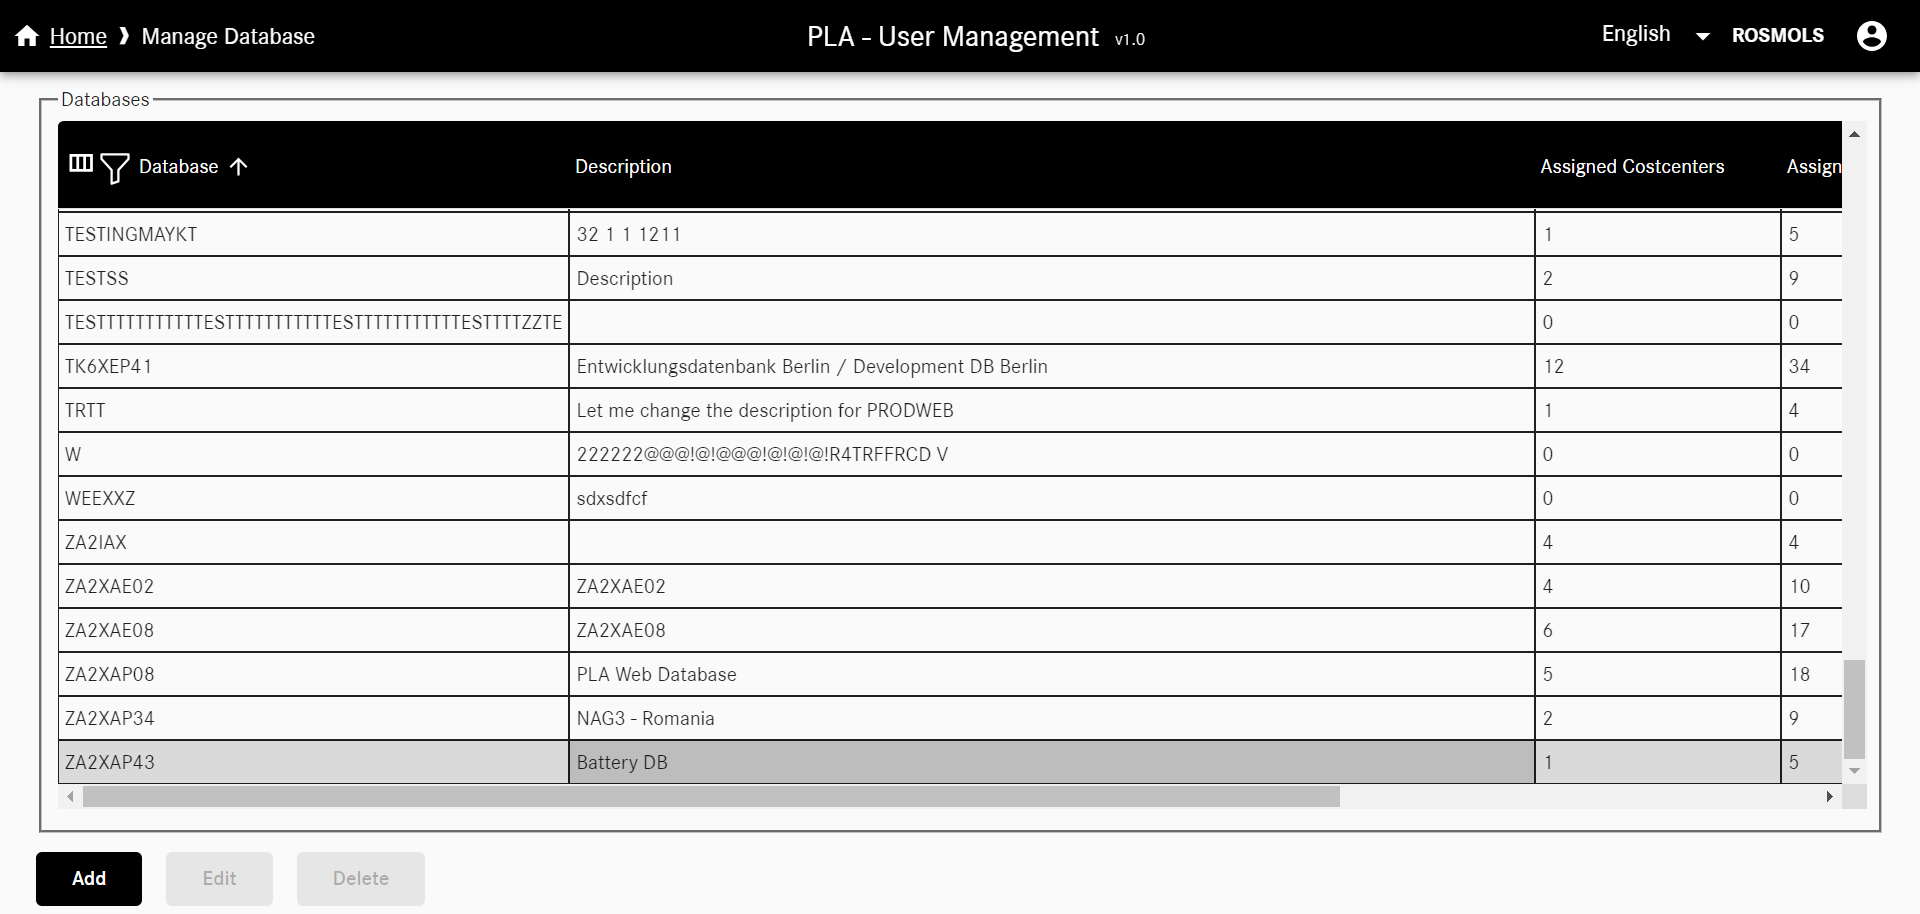 Home ❱ Manage Database
PLA - User Management v1.0
English
ROSMOLS
Databases
Database ↑ Description Assigned Costcenters Assign
TESTINGMAYKT 32 1 1 1211 1 5
TESTSS Description 2 9
TESTTTTTTTTTTESTTTTTTTTTTESTTTTTTTTTTESTTTTZZTE 0 0
TK6XEP41 Entwicklungsdatenbank Berlin / Development DB Berlin 12 34
TRTT Let me change the description for PRODWEB 1 4
W 222222@@@!@!@@@!@!@!@!R4TRFFRCD V 0 0
WEEXXZ sdxsdfcf 0 0
ZA2IAX 4 4
ZA2XAE02 ZA2XAE02 4 10
ZA2XAE08 ZA2XAE08 6 17
ZA2XAP08 PLA Web Database 5 18
ZA2XAP34 NAG3 - Romania 2 9
ZA2XAP43 Battery DB 1 5
Add Edit Delete